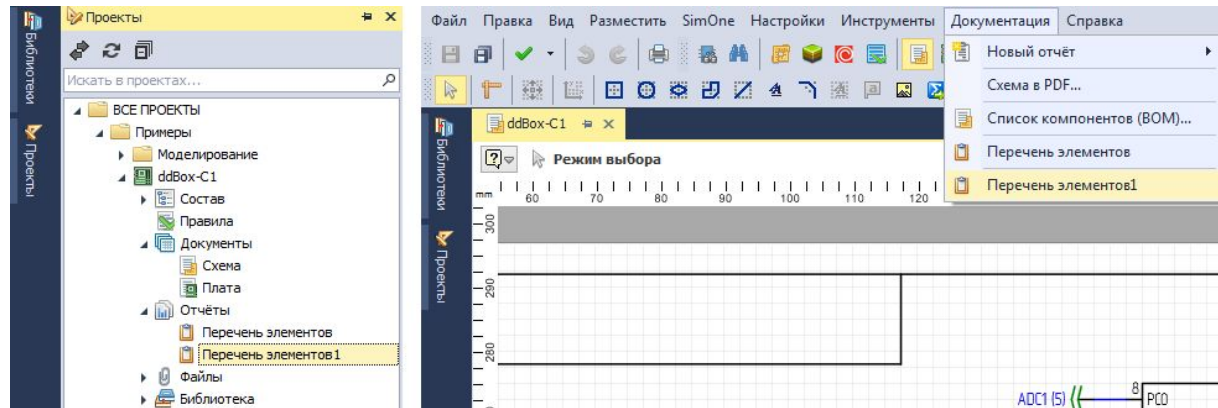 Библиотеки
Проекты
Проекты
Искать в проектах...
ВСЕ ПРОЕКТЫ
Примеры
Моделирование
ddBox-C1
Состав
Правила
Документы
Схема
Плата
Отчёты
Перечень элементов
Перечень элементов1
Файлы
Библиотека
Файл Правка Вид Разместить SimOne Настройки Инструменты Документация Справка
Новый отчёт
Схема в PDF...
Список компонентов (BOM)...
Перечень элементов
Перечень элементов1
Библиотеки
Проекты
ddBox-C1
Режим выбора
mm 60 70 80 90 100 110 120
300
290
280
ADC1 (5) 8 PC0